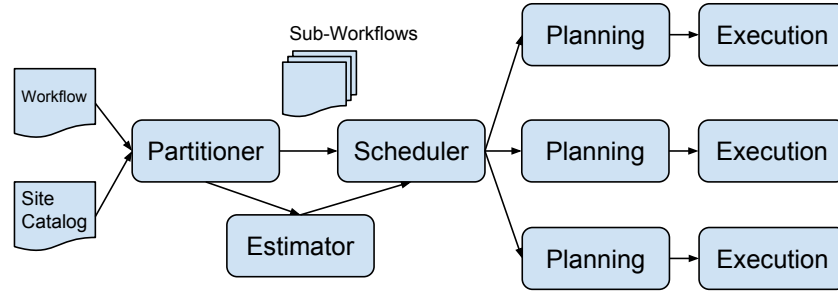 Sub-Workflows
Planning
Execution
Workflow
Partitioner
Scheduler
Planning
Execution
Site
Catalog
Estimator
Planning
Execution